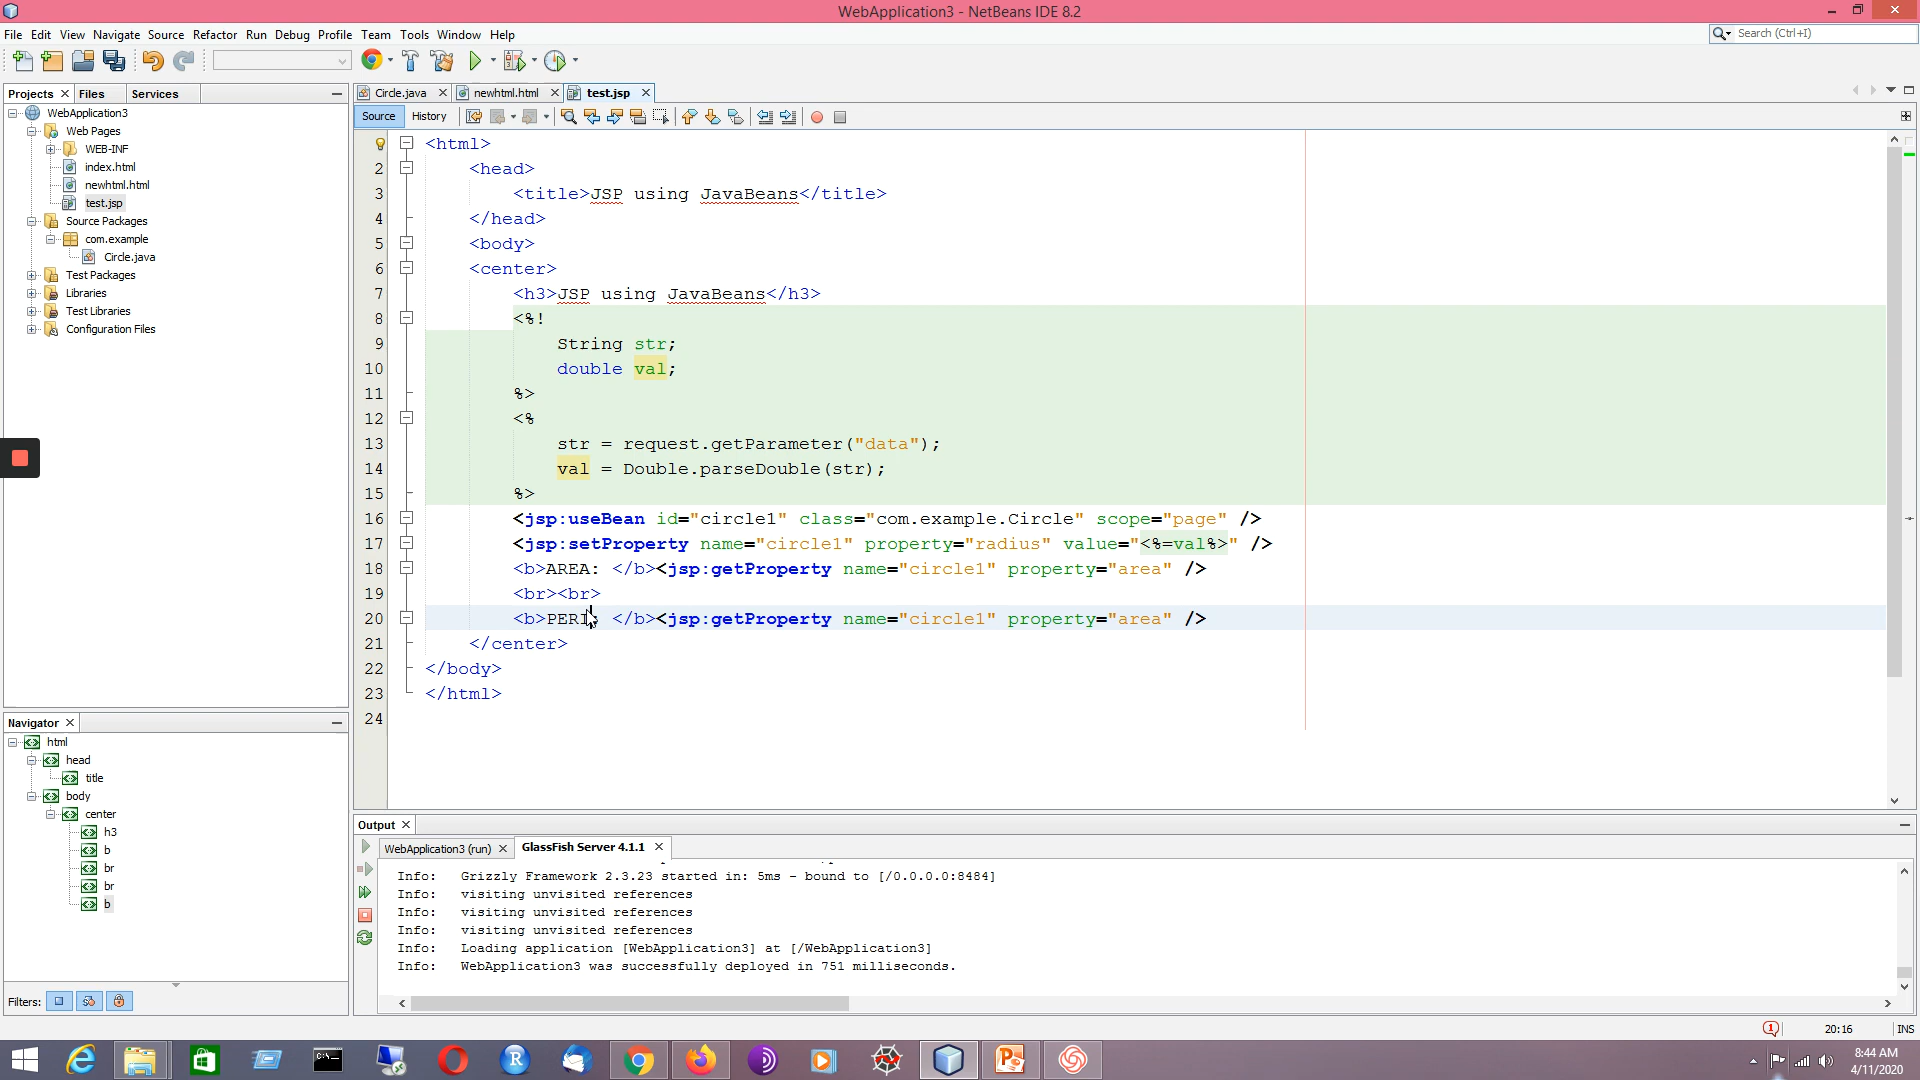 WebApplication3 - NetBeans IDE 8.2
File Edit View Navigate Source Refactor Run Debug Profile Team Tools Window Help
Search (Ctrl+I)
Projects Files Services
Circle.java newhtml.html test.jsp
Source History
WebApplication3
Web Pages
WEB-INF
index.html
newhtml.html
test.jsp
Source Packages
com.example
Circle.java
Test Packages
Libraries
Test Libraries
Configuration Files
<html>
2 <head>
3 <title>JSP using JavaBeans</title>
4 </head>
5 <body>
6 <center>
7 <h3>JSP using JavaBeans</h3>
8 <%!
9 String str;
10 double val;
11 %>
12 <%
13 str = request.getParameter("data");
14 val = Double.parseDouble(str);
15 %>
16 <jsp:useBean id="circle1" class="com.example.Circle" scope="page" />
17 <jsp:setProperty name="circle1" property="radius" value="<%=val%>" />
18 <b>AREA: </b><jsp:getProperty name="circle1" property="area" />
19 <br><br>
20 <b>PERI: </b><jsp:getProperty name="circle1" property="area" />
21 </center>
22 </body>
23 </html>
24
Navigator
html
head
title
body
center
h3
b
br
br
b
Filters:
Output
WebApplication3 (run) GlassFish Server 4.1.1
Info: Grizzly Framework 2.3.23 started in: 5ms - bound to [/0.0.0.0:8484]
Info: visiting unvisited references
Info: visiting unvisited references
Info: visiting unvisited references
Info: Loading application [WebApplication3] at [/WebApplication3]
Info: WebApplication3 was successfully deployed in 751 milliseconds.
1 20:16 INS
8:44 AM
4/11/2020